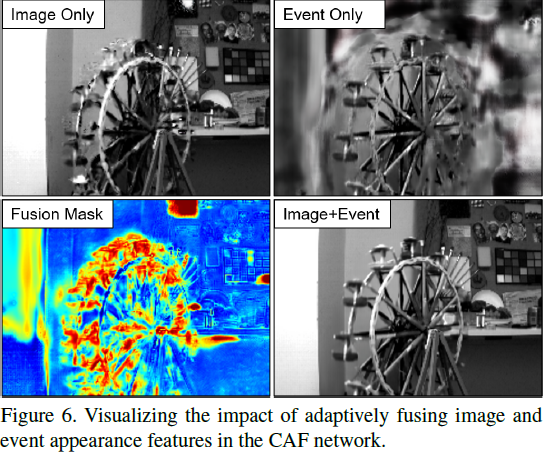 Image Only
Event Only
Fusion Mask
Image+Event
Figure 6. Visualizing the impact of adaptively fusing image and
event appearance features in the CAF network.